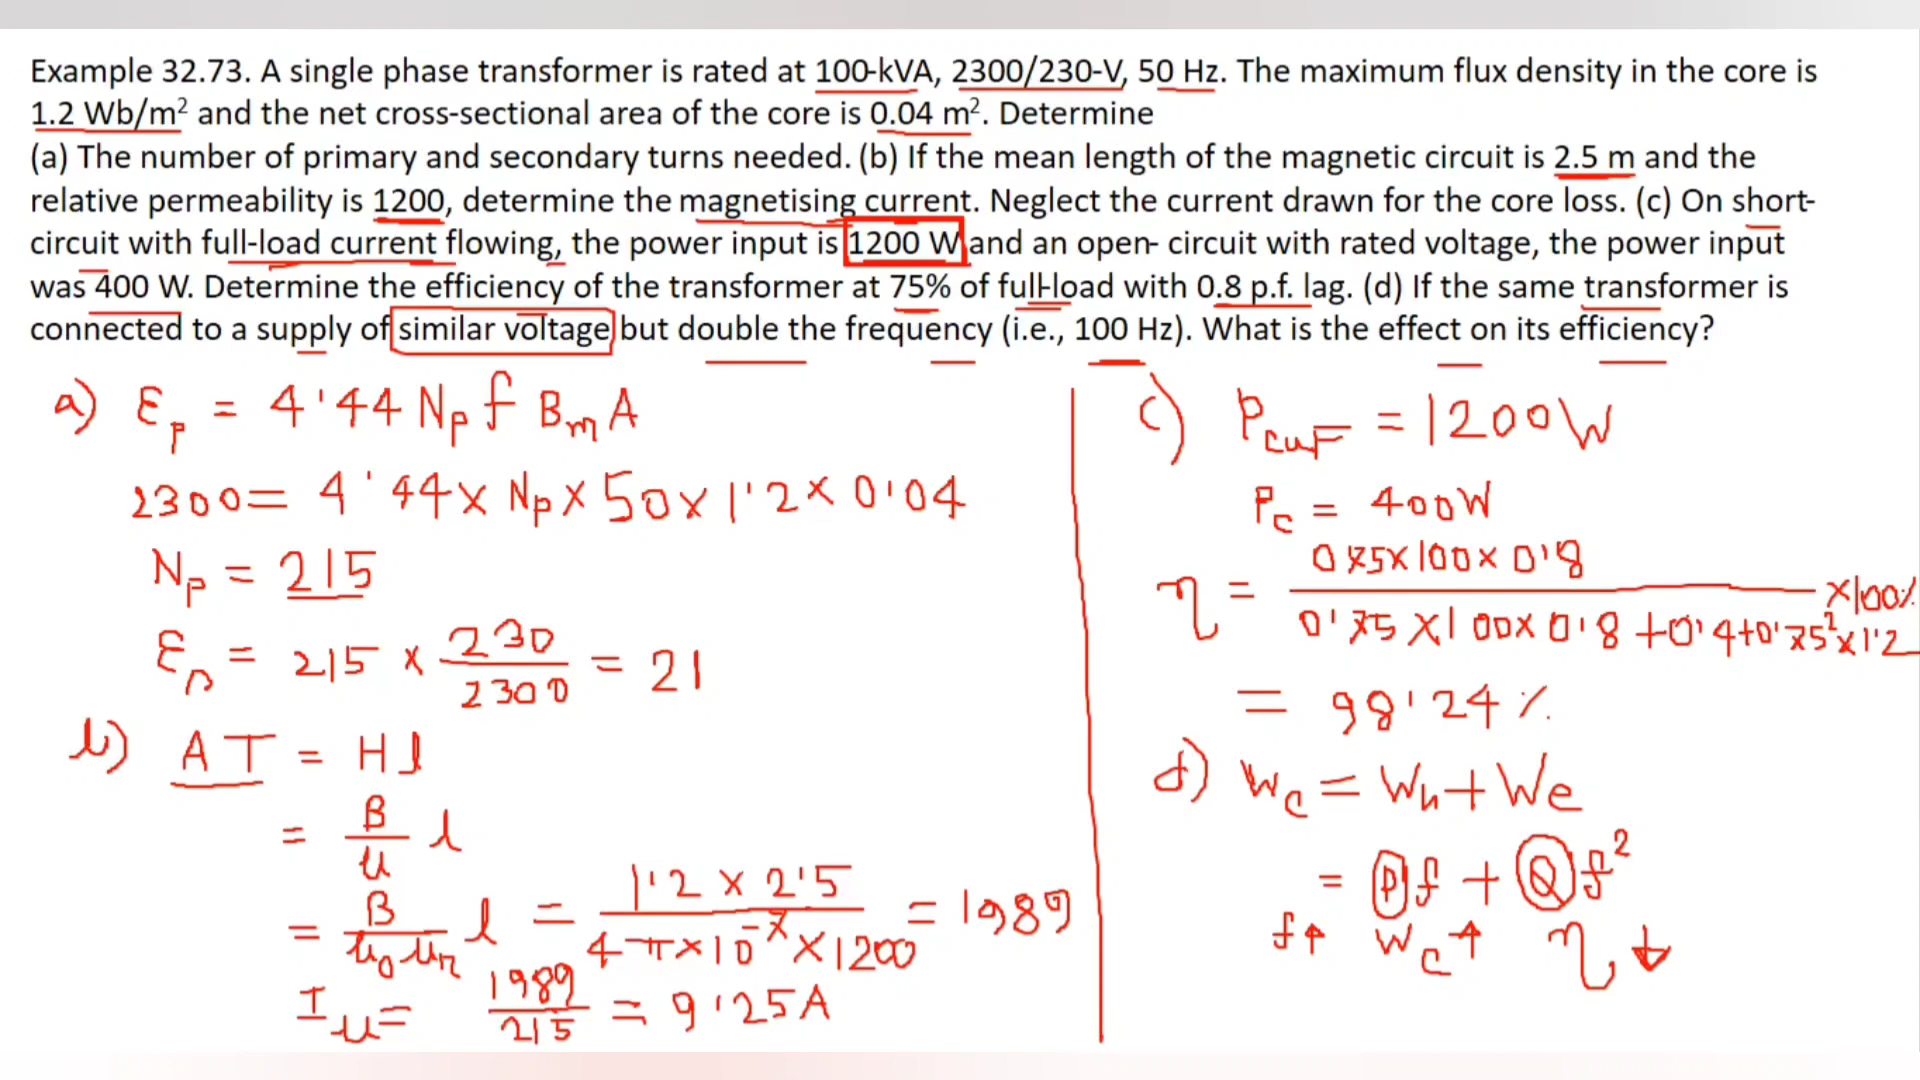 Example 32.73. A single phase transformer is rated at 100-kVA, 2300/230-V, 50 Hz. The maximum flux density in the core is
1.2 Wb/m² and the net cross-sectional area of the core is 0.04 m². Determine
(a) The number of primary and secondary turns needed. (b) If the mean length of the magnetic circuit is 2.5 m and the
relative permeability is 1200, determine the magnetising current. Neglect the current drawn for the core loss. (c) On short-
circuit with full-load current flowing, the power input is 1200 W and an open- circuit with rated voltage, the power input
was 400 W. Determine the efficiency of the transformer at 75% of full-load with 0.8 p.f. lag. (d) If the same transformer is
connected to a supply of similar voltage but double the frequency (i.e., 100 Hz). What is the effect on its efficiency?
a) Ep = 4.44 Np f Bm A
2300 = 4.44 × Np × 50 × 1.2 × 0.04
Np = 215
Es = 215 × 230/2300 = 21
b) AT = Hl
= B/μ l
= B/μ0 μr l = 1.2 × 2.5 / 4π × 10⁻⁷ × 1200 = 1989
Iμ = 1989/215 = 9.25 A
c) PcuF = 1200 W
Pc = 400 W
η = 0.75 × 100 × 0.8 / 0.75 × 100 × 0.8 + 0.4 + 0.75² × 1.2 × 100%
= 98.24 %
d) Wc = Wh + We
= Pf + Qf²
f↑ Wc↑ η↓